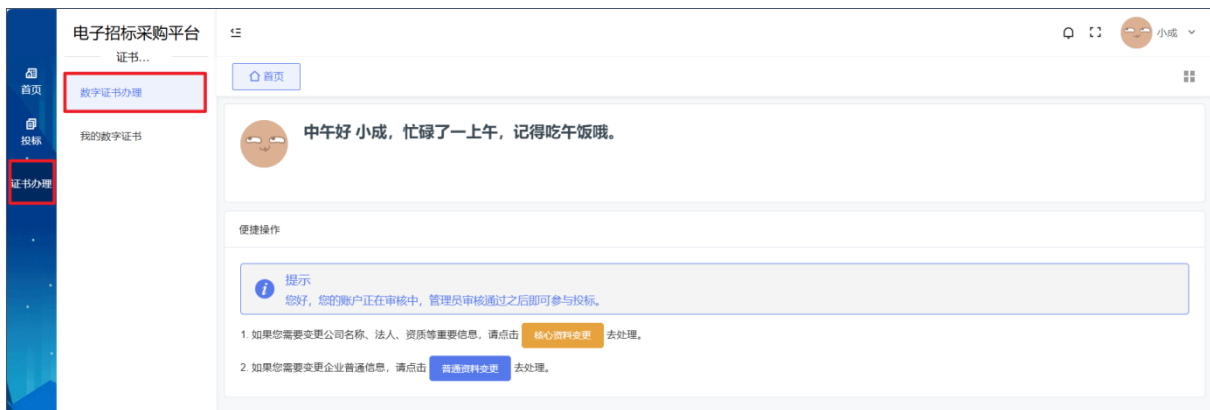 首页
投标
证书办理
电子招标采购平台
证书...
数字证书办理
我的数字证书
小成
首页
中午好 小成，忙碌了一上午，记得吃午饭哦。
便捷操作
提示
您好，您的账户正在审核中，管理员审核通过之后即可参与投标。
1. 如果您需要变更公司名称、法人、资质等重要信息，请点击 核心资料变更 去处理。
2. 如果您需要变更企业普通信息，请点击 普通资料变更 去处理。